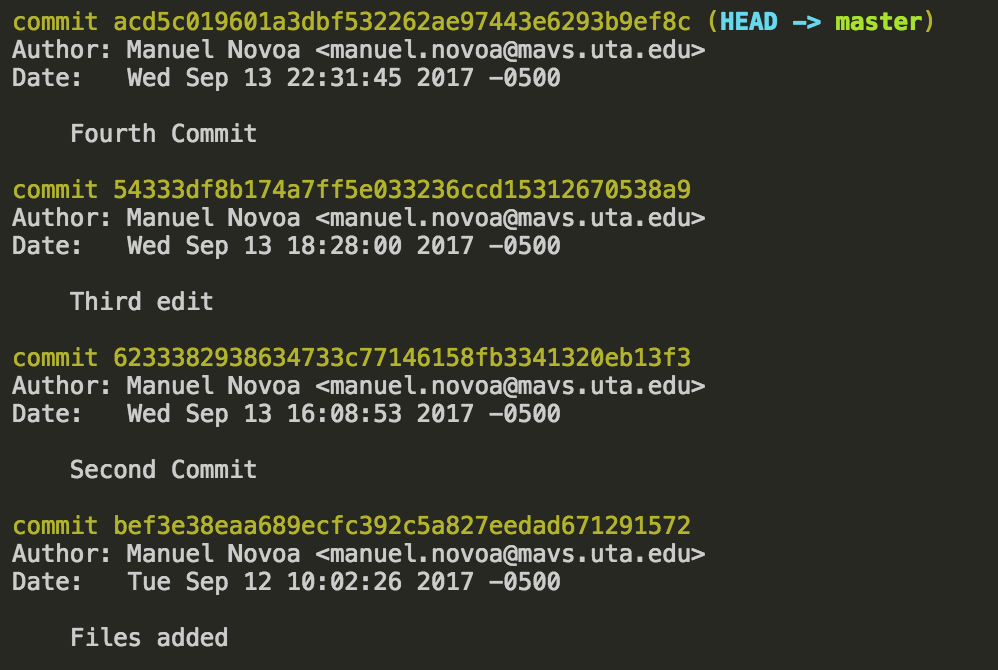 commit acd5c019601a3dbf532262ae97443e6293b9ef8c (HEAD -> master)
Author: Manuel Novoa <manuel.novoa@mavs.uta.edu>
Date:   Wed Sep 13 22:31:45 2017 -0500
Fourth Commit
commit 54333df8b174a7ff5e033236ccd15312670538a9
Author: Manuel Novoa <manuel.novoa@mavs.uta.edu>
Date:   Wed Sep 13 18:28:00 2017 -0500
Third edit
commit 6233382938634733c77146158fb3341320eb13f3
Author: Manuel Novoa <manuel.novoa@mavs.uta.edu>
Date:   Wed Sep 13 16:08:53 2017 -0500
Second Commit
commit bef3e38eaa689ecfc392c5a827eedad671291572
Author: Manuel Novoa <manuel.novoa@mavs.uta.edu>
Date:   Tue Sep 12 10:02:26 2017 -0500
Files added